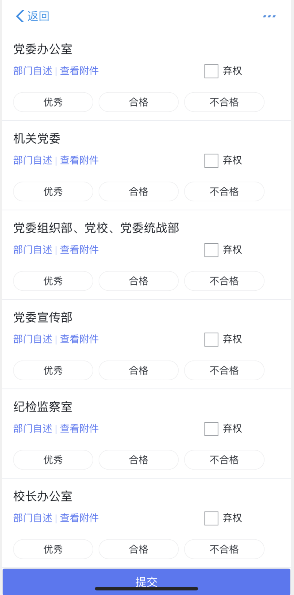 返回
党委办公室
部门自述 | 查看附件 弃权
优秀 合格 不合格
机关党委
部门自述 | 查看附件 弃权
优秀 合格 不合格
党委组织部、党校、党委统战部
部门自述 | 查看附件 弃权
优秀 合格 不合格
党委宣传部
部门自述 | 查看附件 弃权
优秀 合格 不合格
纪检监察室
部门自述 | 查看附件 弃权
优秀 合格 不合格
校长办公室
部门自述 | 查看附件 弃权
优秀 合格 不合格
提交